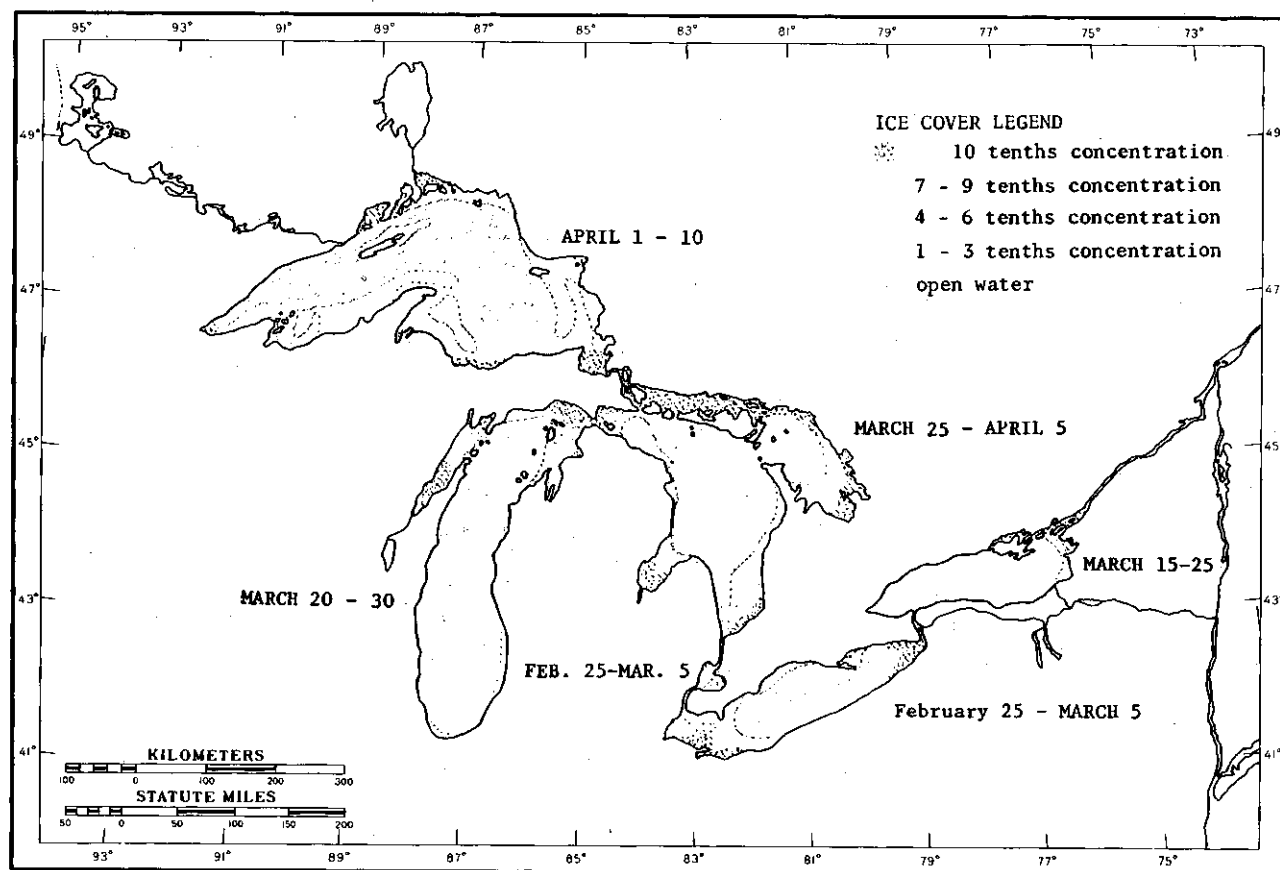 95° 93° 91° 89° 87° 85° 83° 81° 79° 77° 75° 73°
49° 49°
47° 47°
45° 45°
43° 43°
41° 41°
ICE COVER LEGEND
10 tenths concentration
7 - 9 tenths concentration
4 - 6 tenths concentration
1 - 3 tenths concentration
open water
APRIL 1 - 10
MARCH 25 - APRIL 5
MARCH 15-25
MARCH 20 - 30
FEB. 25-MAR. 5
February 25 - MARCH 5
KILOMETERS
100 0 100 200 300
STATUTE MILES
50 0 50 100 150 200
93° 91° 89° 87° 85° 83° 81° 79° 77° 75°